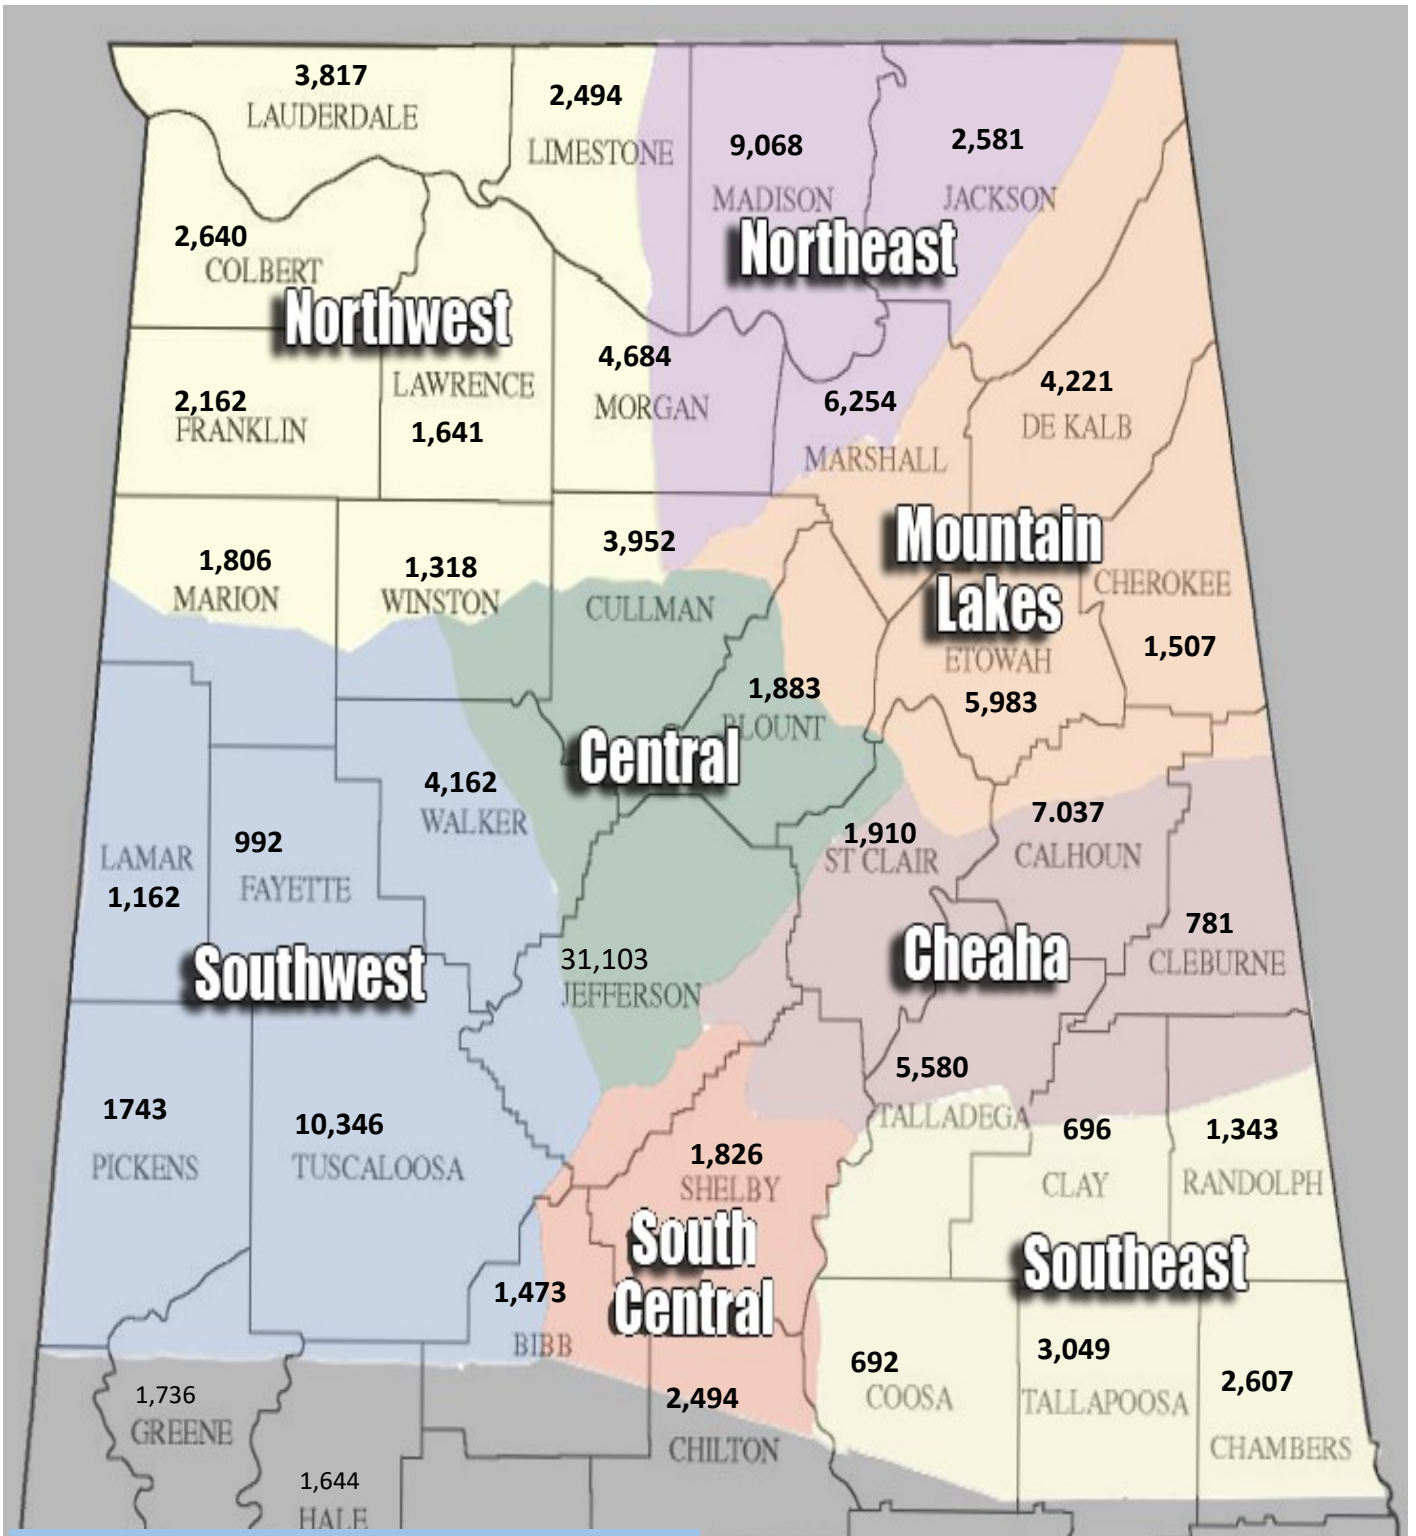 3,817
LAUDERDALE
2,494
LIMESTONE
9,068
MADISON
2,581
JACKSON
Northeast
2,640
COLBERT
Northwest
4,684
MORGAN
LAWRENCE
1,641
2,162
FRANKLIN
6,254
MARSHALL
4,221
DE KALB
Mountain
Lakes
1,806
MARION
1,318
WINSTON
3,952
CULLMAN
CHEROKEE
1,507
ETOWAH
5,983
1,883
BLOUNT
Central
4,162
WALKER
992
FAYETTE
LAMAR
1,162
1,910
ST CLAIR
7.037
CALHOUN
781
CLEBURNE
Cheaha
Southwest
31,103
JEFFERSON
5,580
TALLADEGA
1743
PICKENS
10,346
TUSCALOOSA
1,826
SHELBY
696
CLAY
1,343
RANDOLPH
South
Central
Southeast
1,473
BIBB
692
COOSA
3,049
TALLAPOOSA
2,607
CHAMBERS
1,736
GREENE
2,494
CHILTON
1,644
HALE